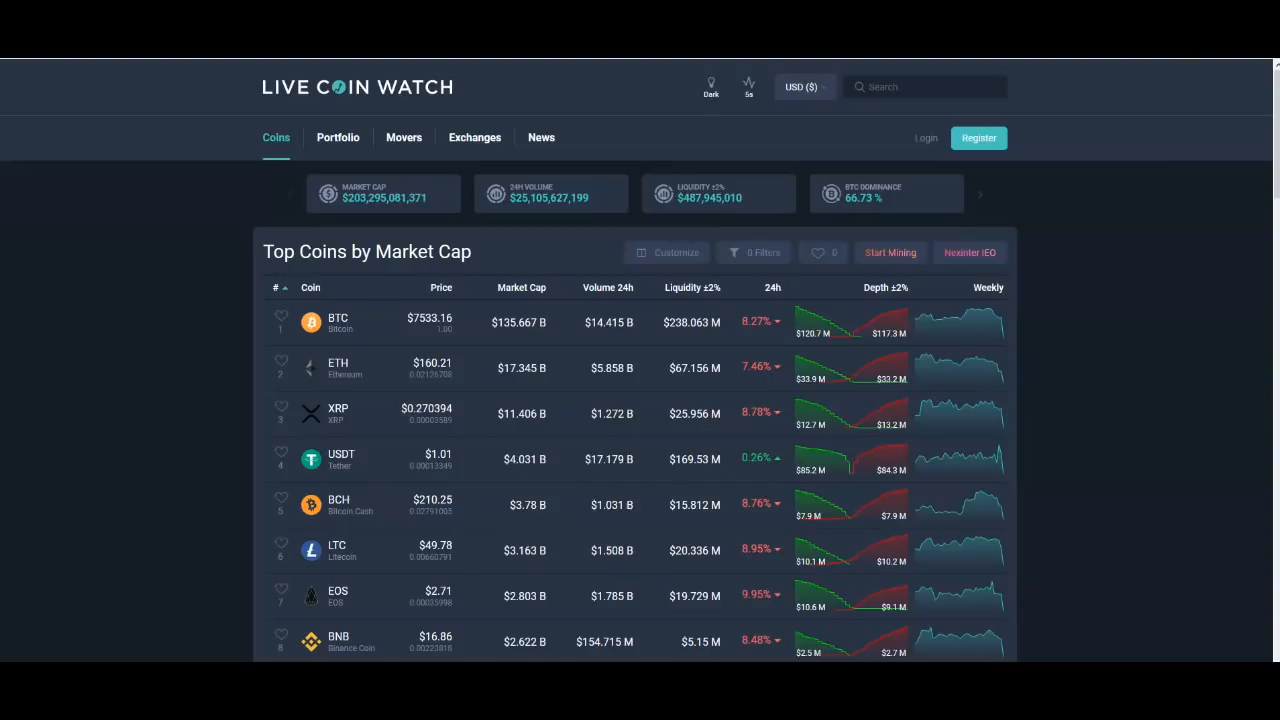 LIVE COIN WATCH
Dark
5s
USD ($)
Search..
Coins
Portfolio
Movers
Exchanges
News
Login
Register
MARKET CAP
$203,295,081,371
24H VOLUME
$25,105,627,199
LIQUIDITY ±2%
$487,945,010
BTC DOMINANCE
66.73 %
Top Coins by Market Cap
Customize
0 Filters
0
Start Mining
Nexinter IEO
# Coin Price Market Cap Volume 24h Liquidity ±2% 24h Depth ±2% Weekly
1 BTC $7533.16 $135.667 B $14.415 B $238.063 M 8.27% $120.7 M $117.3 M
Bitcoin 1.00
2 ETH $160.21 $17.345 B $5.858 B $67.156 M 7.46% $33.9 M $33.2 M
Ethereum 0.02126708
3 XRP $0.270394 $11.406 B $1.272 B $25.956 M 8.78% $12.7 M $13.2 M
XRP 0.00003589
4 USDT $1.01 $4.031 B $17.179 B $169.53 M 0.26% $85.2 M $84.3 M
Tether 0.00013349
5 BCH $210.25 $3.78 B $1.031 B $15.812 M 8.76% $7.9 M $7.9 M
Bitcoin Cash 0.02791005
6 LTC $49.78 $3.163 B $1.508 B $20.336 M 8.95% $10.1 M $10.2 M
Litecoin 0.00660791
7 EOS $2.71 $2.803 B $1.785 B $19.729 M 9.95% $10.6 M $9.1 M
EOS 0.00035998
8 BNB $16.86 $2.622 B $154.715 M $5.15 M 8.48% $2.5 M $2.7 M
Binance Coin 0.00223816